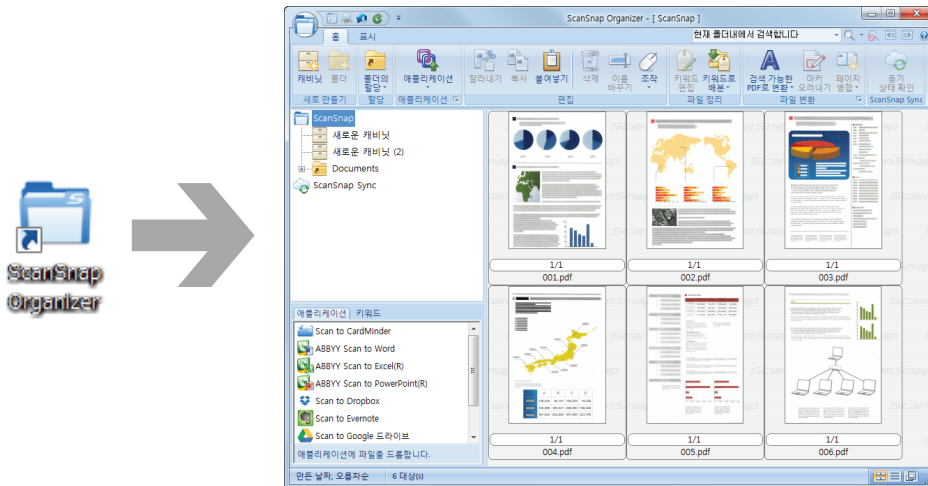 ScanSnap
Organizer
ScanSnap Organizer - [ ScanSnap ]
홈 표시
현재 폴더내에서 검색합니다
캐비닛 폴더
새로 만들기
폴더의
할당
할당
애플리케이션
애플리케이션
잘라내기 복사 붙여넣기 삭제 이름
바꾸기 조작
편집
키워드
편집 키워드로
배분
파일 정리
검색 가능한
PDF로 변환 마커
오려내기 페이지
병합
파일 변환
동기
상태 확인
ScanSnap Sync
ScanSnap
새로운 캐비닛
새로운 캐비닛 (2)
Documents
ScanSnap Sync
1/1
001.pdf
1/1
002.pdf
1/1
003.pdf
애플리케이션 키워드
Scan to CardMinder
ABBYY Scan to Word
ABBYY Scan to Excel(R)
ABBYY Scan to PowerPoint(R)
Scan to Dropbox
Scan to Evernote
Scan to Google 드라이브
애플리케이션에 파일을 드롭합니다.
1/1
004.pdf
1/1
005.pdf
1/1
006.pdf
만든 날짜, 오름차순 6 대상(s)